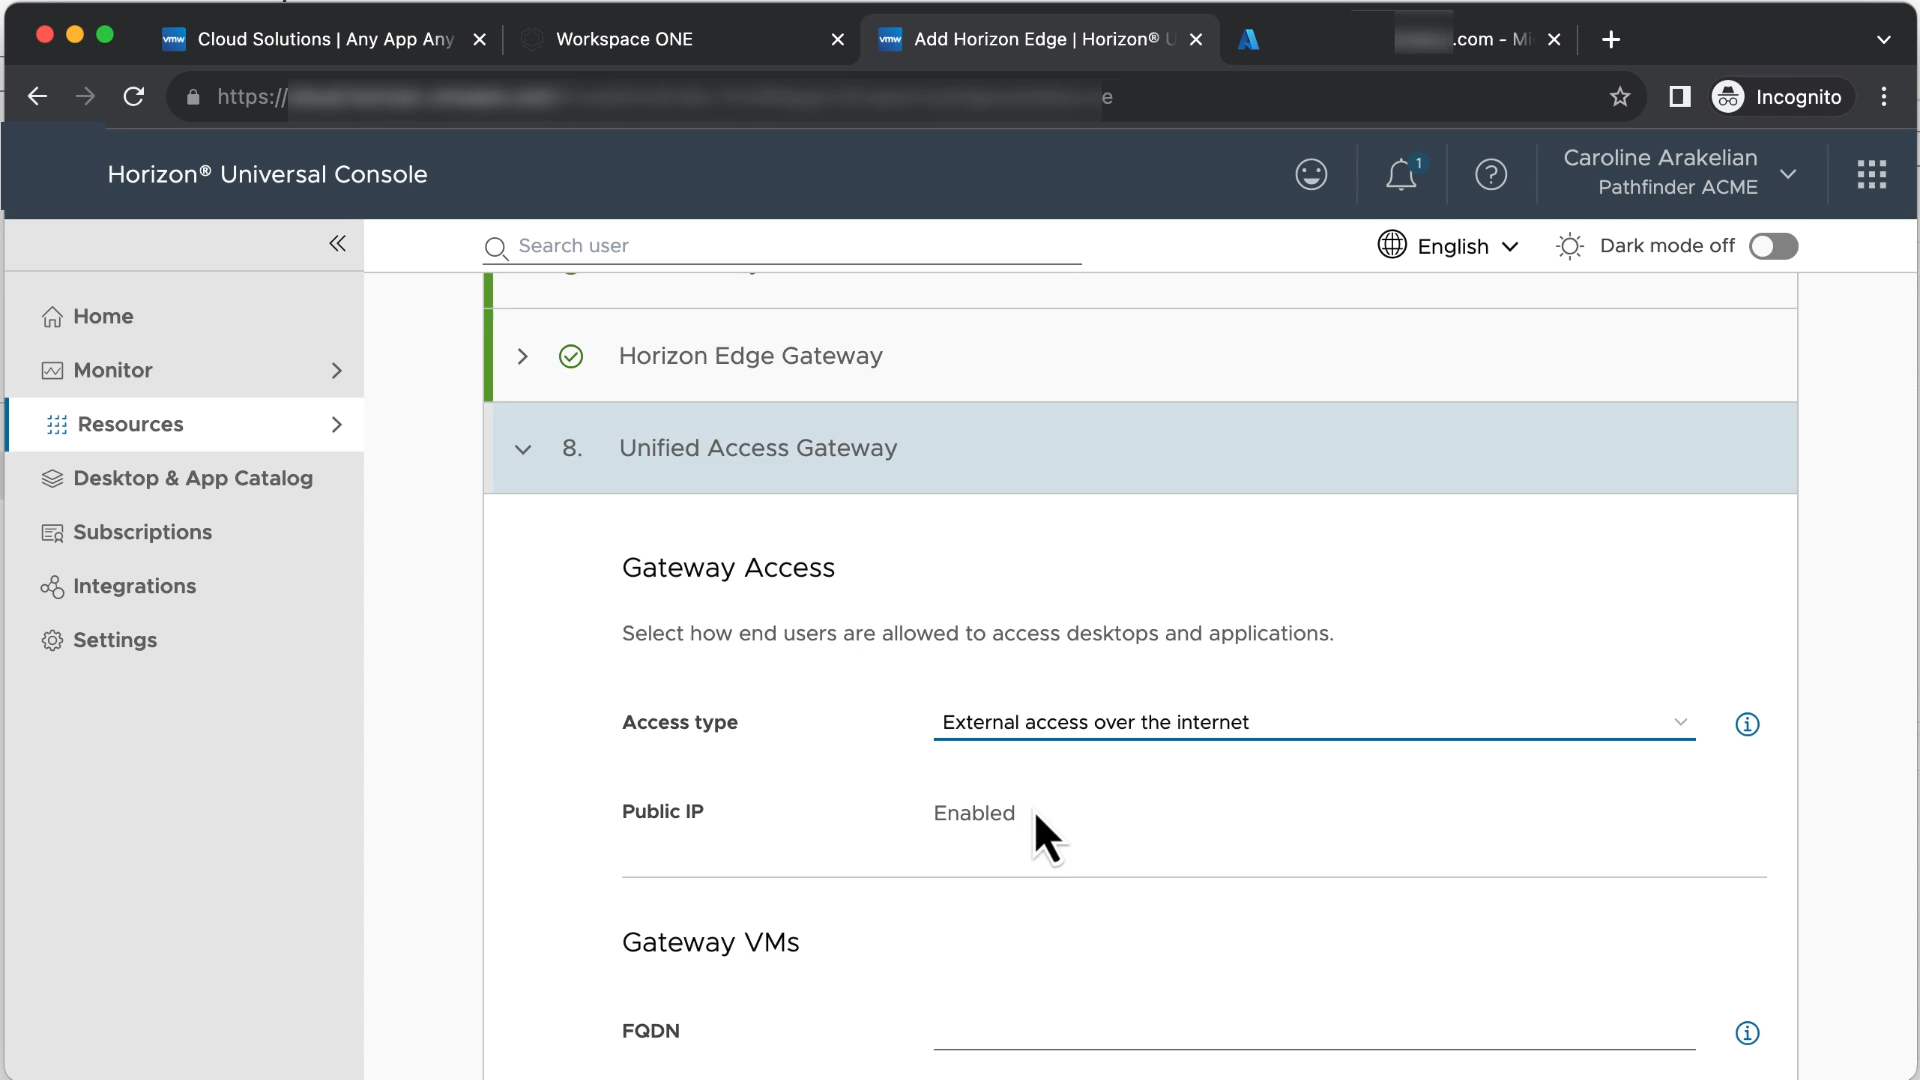 vmw Cloud Solutions | Any App Any
Workspace ONE
vmw Add Horizon Edge | Horizon® U
.com - Mi
https://
e
Incognito
Horizon® Universal Console
1
Caroline Arakelian
Pathfinder ACME
Search user
English
Dark mode off
Home
Monitor
Resources
Desktop & App Catalog
Subscriptions
Integrations
Settings
Horizon Edge Gateway
8. Unified Access Gateway
Gateway Access
Select how end users are allowed to access desktops and applications.
Access type
External access over the internet
Public IP
Enabled
Gateway VMs
FQDN